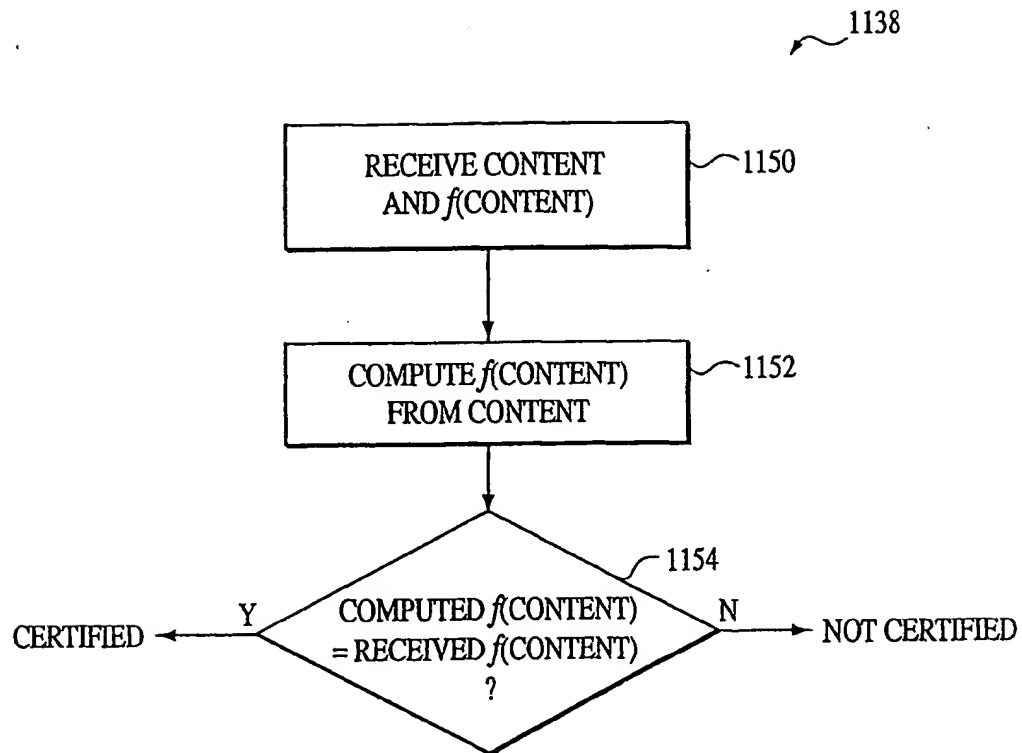 1138
RECEIVE CONTENT
AND f(CONTENT)
1150
COMPUTE f(CONTENT)
FROM CONTENT
1152
1154
COMPUTED f(CONTENT)
= RECEIVED f(CONTENT)
?
Y
CERTIFIED
N
NOT CERTIFIED